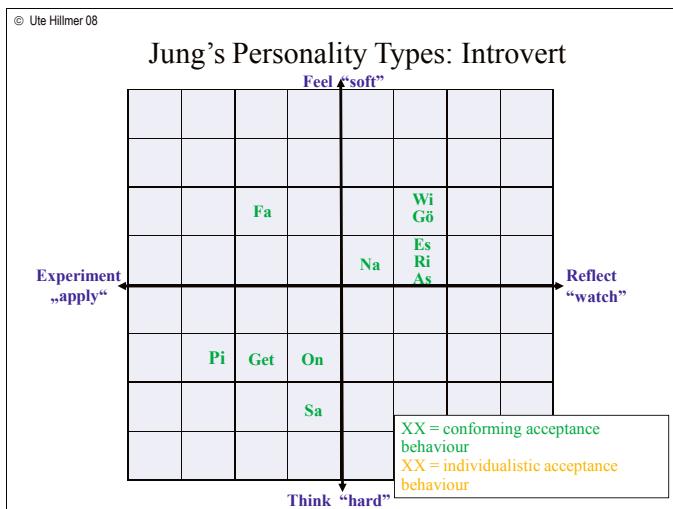 © Ute Hillmer 08
Jung's Personality Types: Introvert
Feel “soft”
Fa
Wi
Gö
Es
Na
Ri
As
Experiment
„apply“
Reflect
“watch”
Pi
Get
On
Sa
XX = conforming acceptance
behaviour
XX = individualistic acceptance
behaviour
Think “hard”